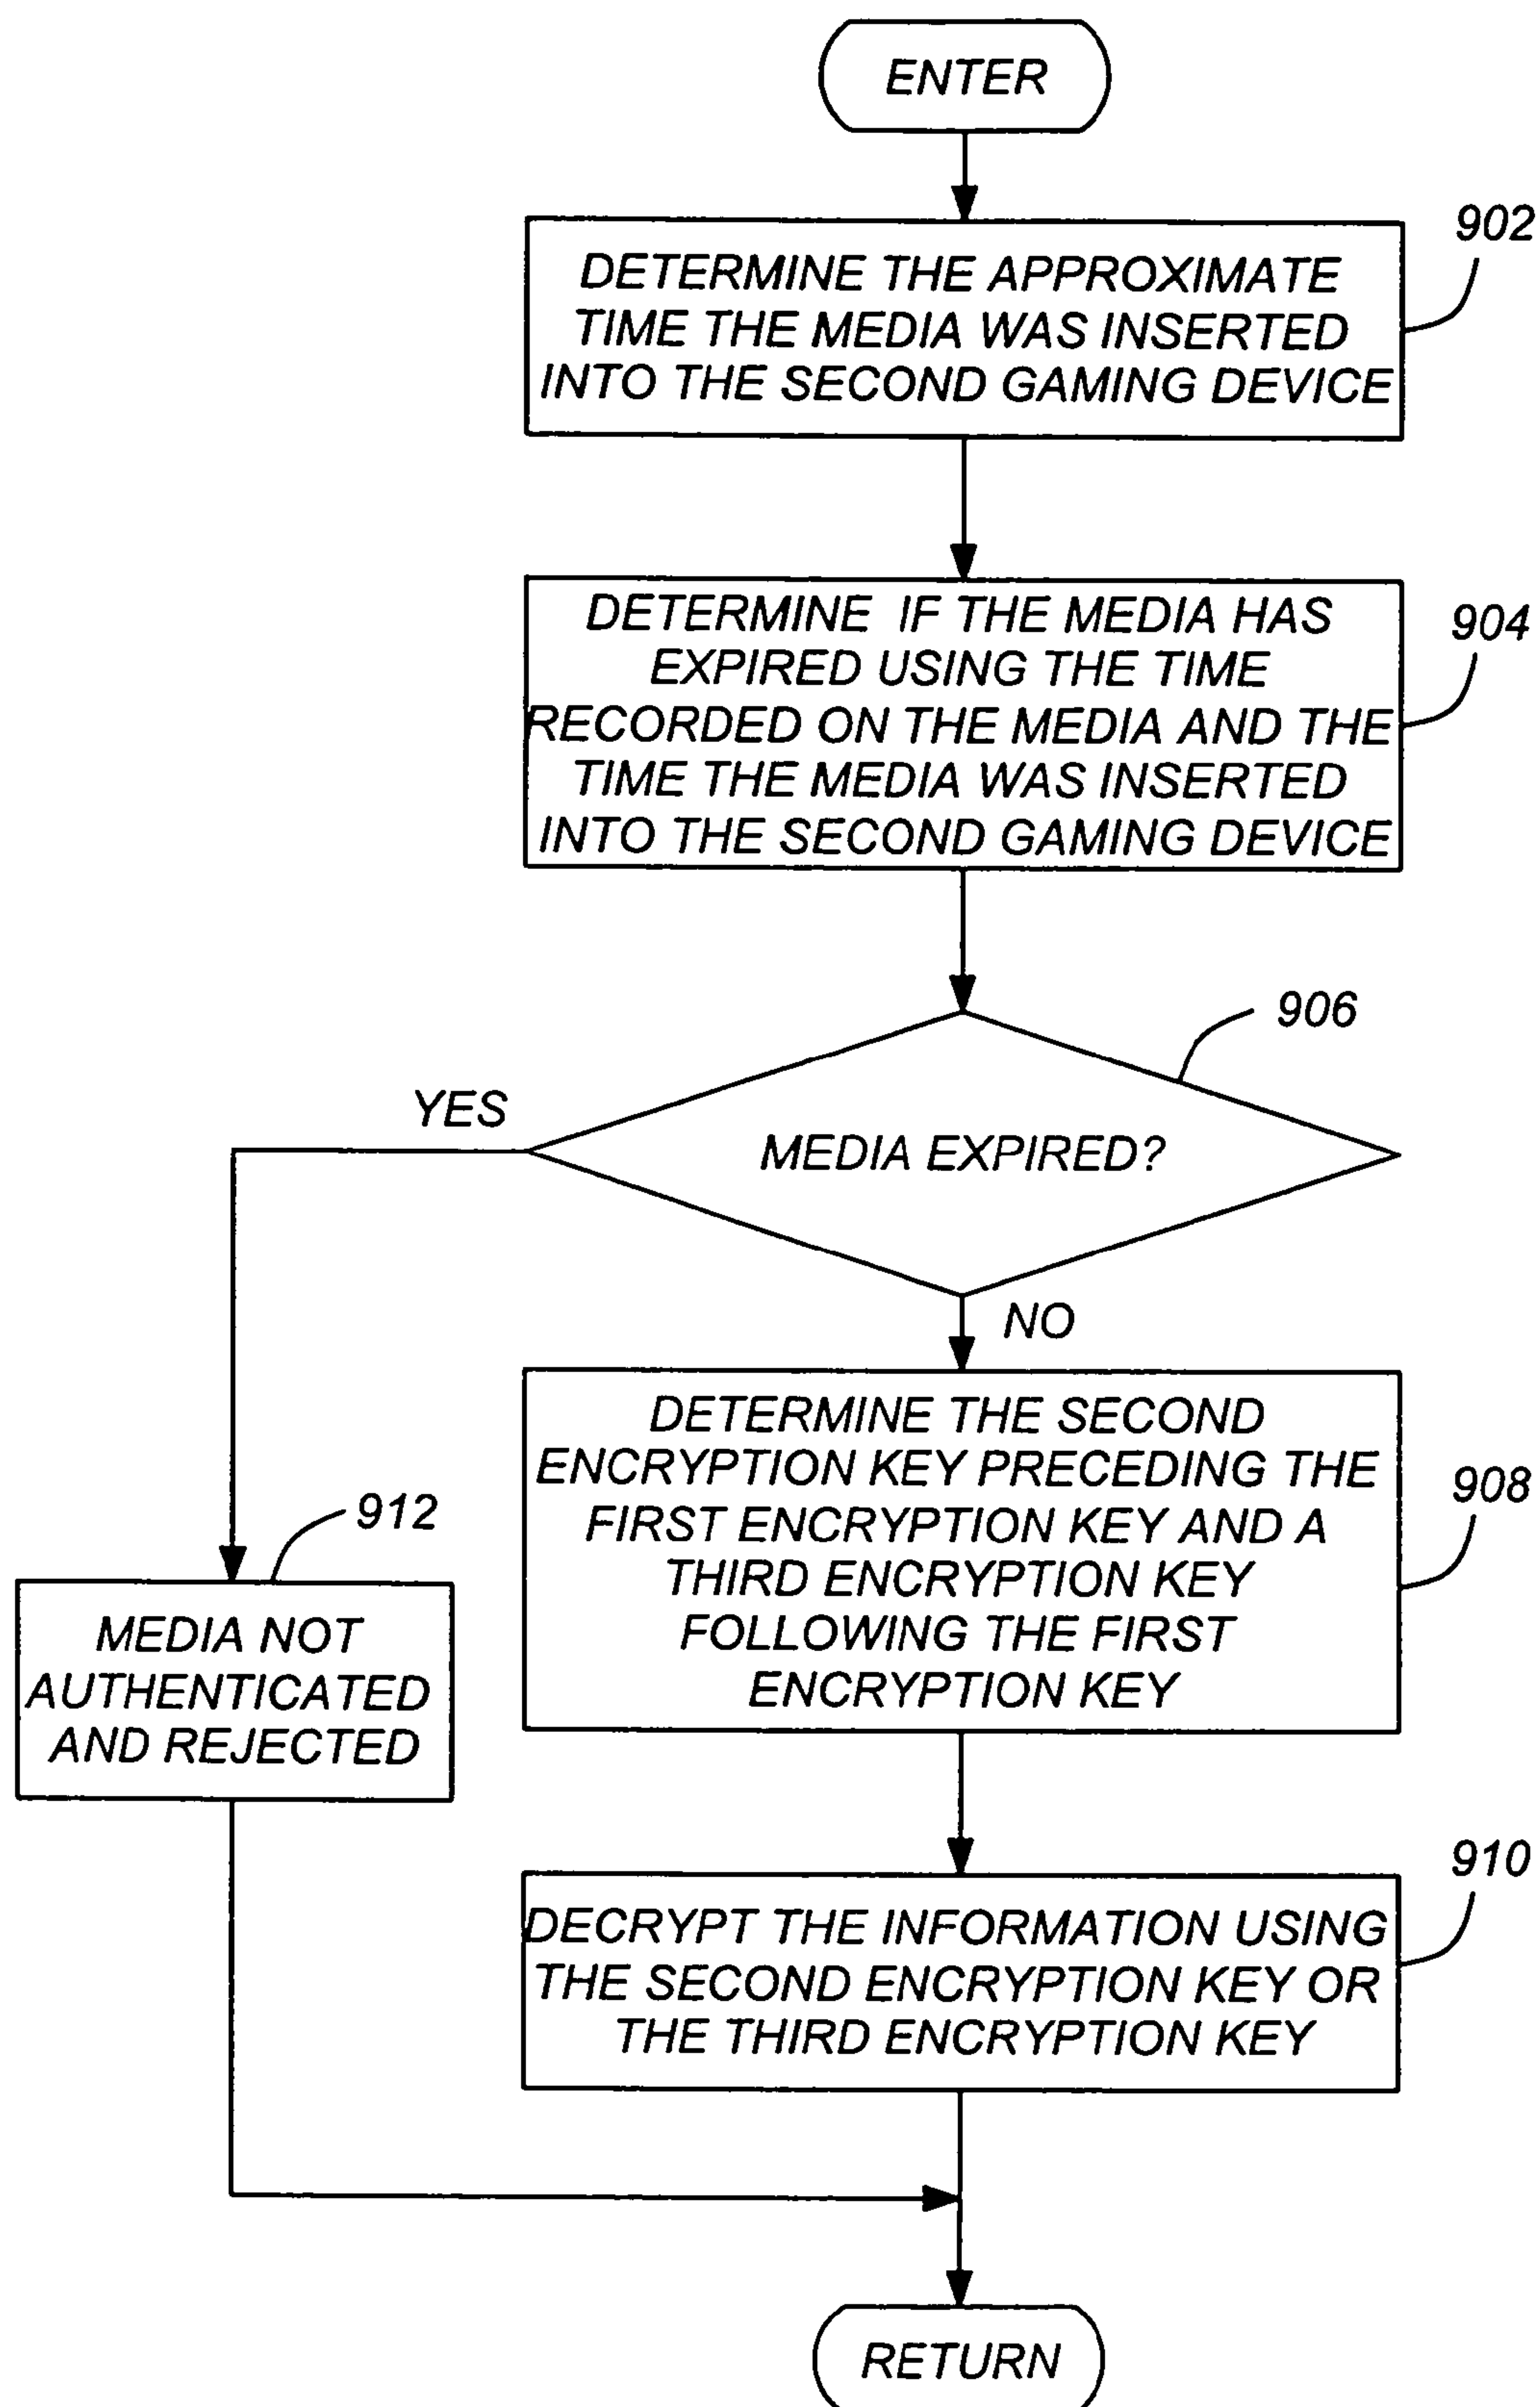 ENTER
902
DETERMINE THE APPROXIMATE
TIME THE MEDIA WAS INSERTED
INTO THE SECOND GAMING DEVICE
904
DETERMINE IF THE MEDIA HAS
EXPIRED USING THE TIME
RECORDED ON THE MEDIA AND THE
TIME THE MEDIA WAS INSERTED
INTO THE SECOND GAMING DEVICE
906
YES
MEDIA EXPIRED?
NO
DETERMINE THE SECOND
ENCRYPTION KEY PRECEDING THE
FIRST ENCRYPTION KEY AND A
THIRD ENCRYPTION KEY
FOLLOWING THE FIRST
ENCRYPTION KEY
908
912
MEDIA NOT
AUTHENTICATED
AND REJECTED
910
DECRYPT THE INFORMATION USING
THE SECOND ENCRYPTION KEY OR
THE THIRD ENCRYPTION KEY
RETURN